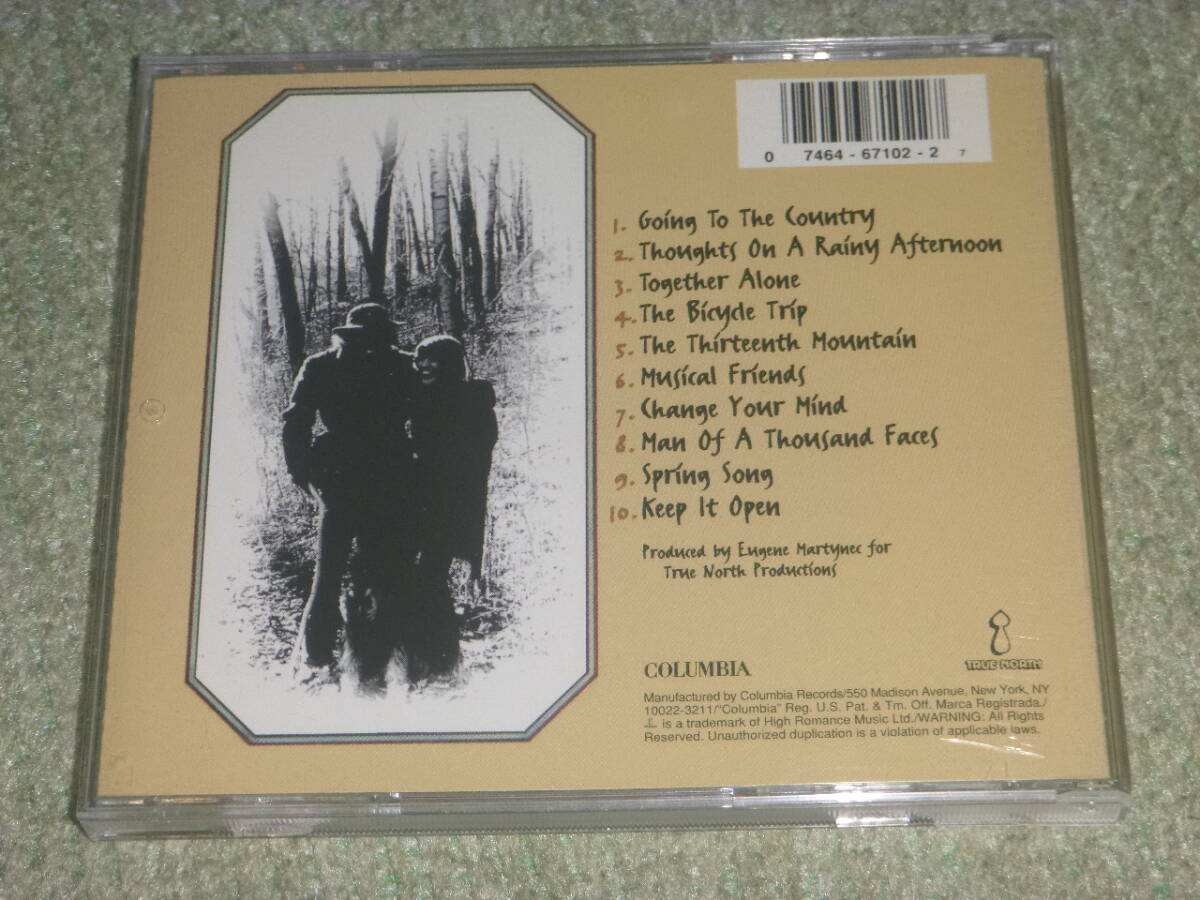 0 7464-67102-2 7
1. Going To The Country
2. Thoughts On A Rainy Afternoon
3. Together Alone
4. The Bicycle Trip
5. The Thirteenth Mountain
6. Musical Friends
7. Change Your Mind
8. Man Of A Thousand Faces
9. Spring Song
10. Keep It Open
Produced by Eugene Martynec for
True North Productions
TRUE NORTH
COLUMBIA
Manufactured by Columbia Records/550 Madison Avenue, New York, NY
10022-3211/"Columbia" Reg. U.S. Pat. & Tm. Off. Marca Registrada./
is a trademark of High Romance Music Ltd./WARNING: All Rights
Reserved. Unauthorized duplication is a violation of applicable laws.